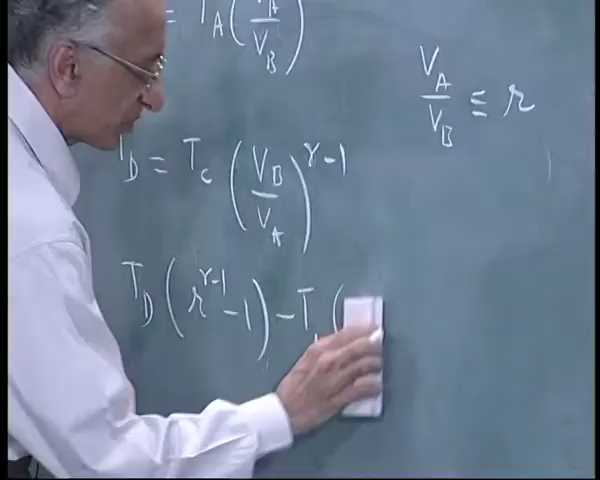 = T_A (V_A / V_B)
V_A / V_B ≡ r
T_D = T_C (V_B / V_A)^{γ-1}
T_D (r^{γ-1} - 1) - T (